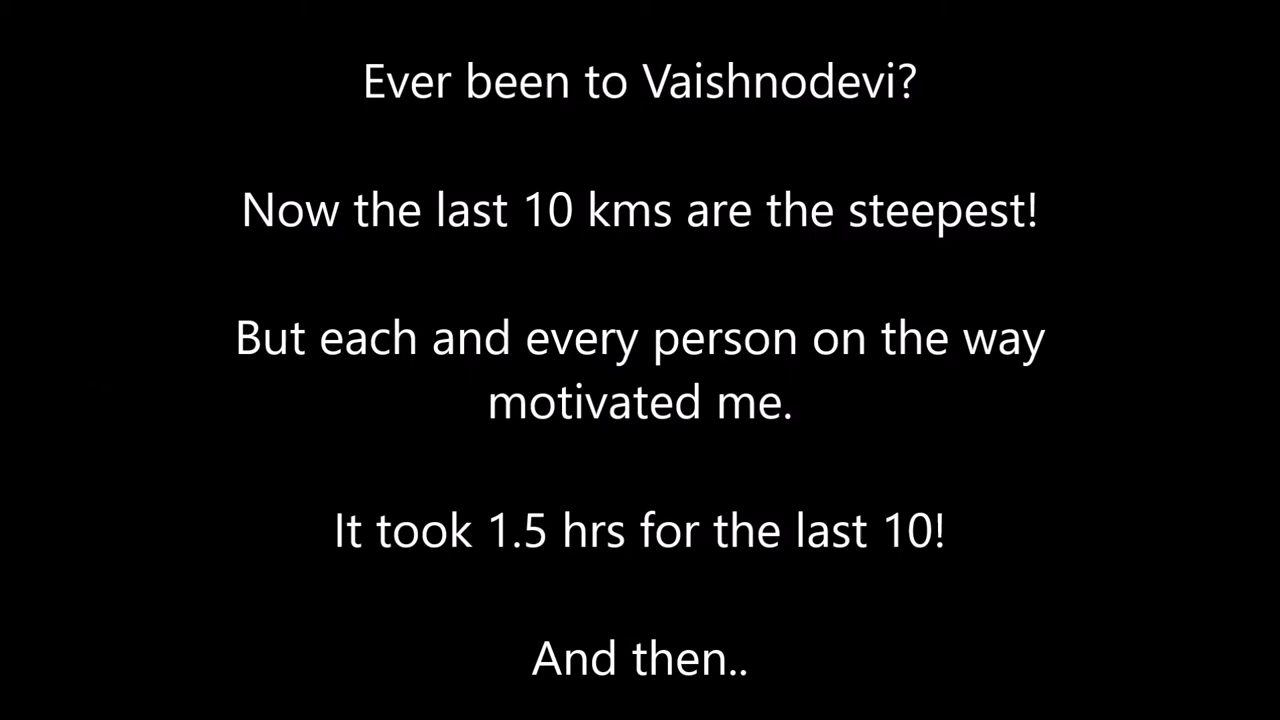 Ever been to Vaishnodevi?
Now the last 10 kms are the steepest!
But each and every person on the way
motivated me.
It took 1.5 hrs for the last 10!
And then..